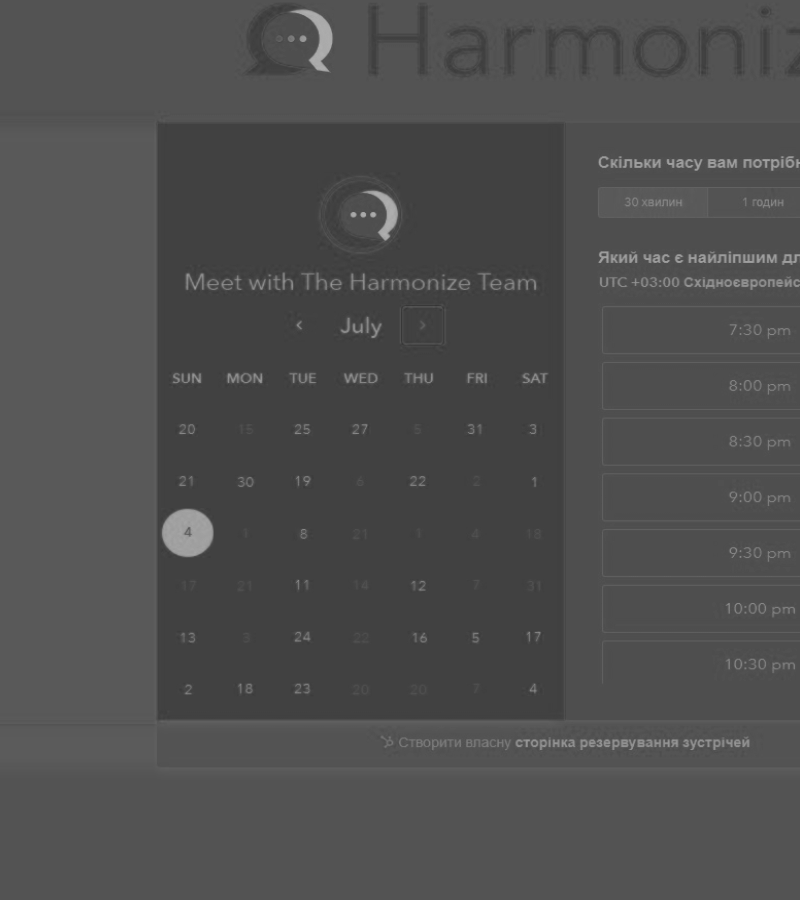 Harmoniz
Скільки часу вам потрібн
30 хвилин 1 годин
Meet with The Harmonize Team
‹ July ›
SUN MON TUE WED THU FRI SAT
20 15 25 27 5 31 3
21 30 19 6 22 2 1
4 1 8 21 1 4 18
17 21 11 14 12 7 31
13 3 24 22 16 5 17
2 18 23 20 20 7 4
Який час є найліпшим дл
UTC +03:00 Східноєвропейс
7:30 pm
8:00 pm
8:30 pm
9:00 pm
9:30 pm
10:00 pm
10:30 pm
Створити власну сторінка резервування зустрічей